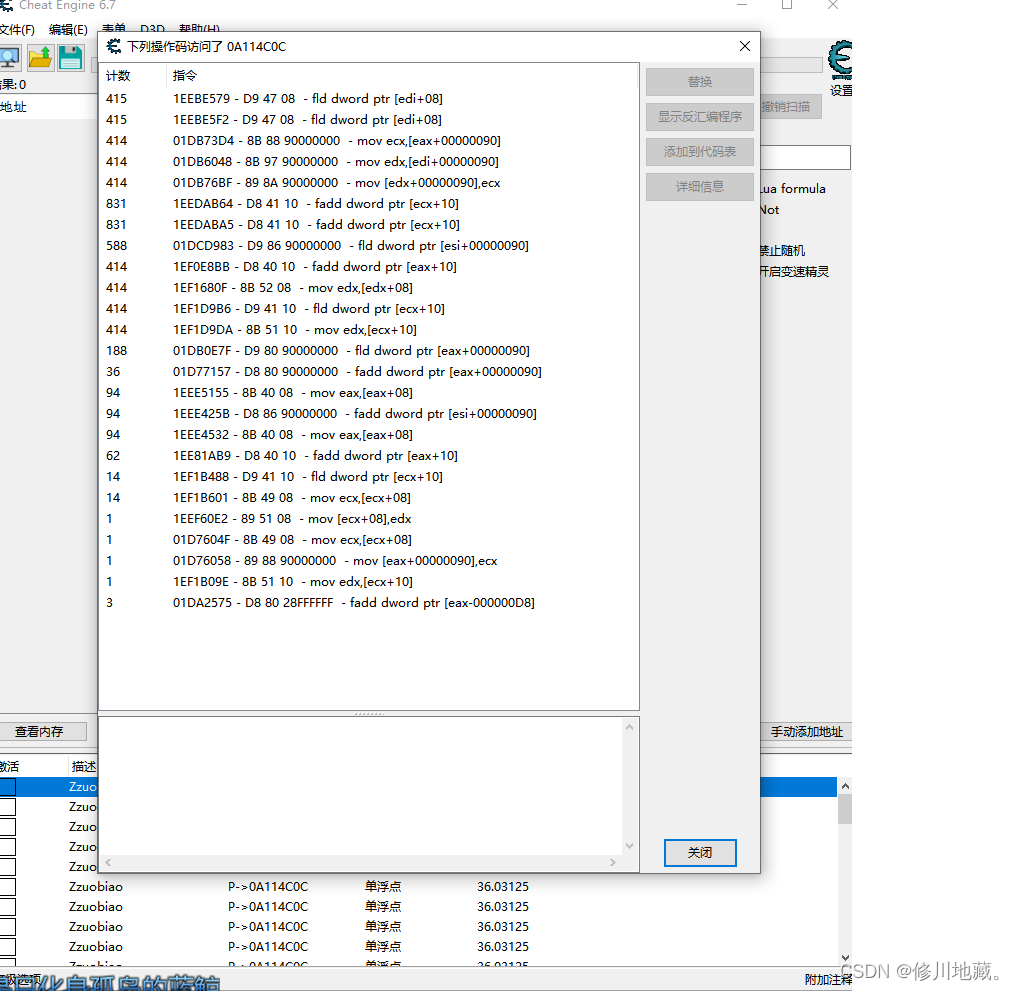 Cheat Engine 6.7
文件(F) 编辑(E) 表单 D3D 帮助(H)
下列操作码访问了 0A114C0C
结果:0
地址
设置
撤销扫描
Lua formula
Not
禁止随机
开启变速精灵
计数 指令
415 1EEBE579 - D9 47 08 - fld dword ptr [edi+08]
415 1EEBE5F2 - D9 47 08 - fld dword ptr [edi+08]
414 01DB73D4 - 8B 88 90000000 - mov ecx,[eax+00000090]
414 01DB6048 - 8B 97 90000000 - mov edx,[edi+00000090]
414 01DB76BF - 89 8A 90000000 - mov [edx+00000090],ecx
831 1EEDAB64 - D8 41 10 - fadd dword ptr [ecx+10]
831 1EEDABA5 - D8 41 10 - fadd dword ptr [ecx+10]
588 01DCD983 - D9 86 90000000 - fld dword ptr [esi+00000090]
414 1EF0E8BB - D8 40 10 - fadd dword ptr [eax+10]
414 1EF1680F - 8B 52 08 - mov edx,[edx+08]
414 1EF1D9B6 - D9 41 10 - fld dword ptr [ecx+10]
414 1EF1D9DA - 8B 51 10 - mov edx,[ecx+10]
188 01DB0E7F - D9 80 90000000 - fld dword ptr [eax+00000090]
36 01D77157 - D8 80 90000000 - fadd dword ptr [eax+00000090]
94 1EEE5155 - 8B 40 08 - mov eax,[eax+08]
94 1EEE425B - D8 86 90000000 - fadd dword ptr [esi+00000090]
94 1EEE4532 - 8B 40 08 - mov eax,[eax+08]
62 1EE81AB9 - D8 40 10 - fadd dword ptr [eax+10]
14 1EF1B488 - D9 41 10 - fld dword ptr [ecx+10]
14 1EF1B601 - 8B 49 08 - mov ecx,[ecx+08]
1 1EEF60E2 - 89 51 08 - mov [ecx+08],edx
1 01D7604F - 8B 49 08 - mov ecx,[ecx+08]
1 01D76058 - 89 88 90000000 - mov [eax+00000090],ecx
1 1EF1B09E - 8B 51 10 - mov edx,[ecx+10]
3 01DA2575 - D8 80 28FFFFFF - fadd dword ptr [eax-000000D8]
替换
显示反汇编程序
添加到代码表
详细信息
关闭
查看内存 手动添加地址
激活 描述
Zzuo
Zzuo
Zzuo
Zzuo
Zzuo
Zzuobiao P->0A114C0C 单浮点 36.03125
Zzuobiao P->0A114C0C 单浮点 36.03125
Zzuobiao P->0A114C0C 单浮点 36.03125
Zzuobiao P->0A114C0C 单浮点 36.03125
Zzuobiao P->0A114C0C 单浮点 36.03125
附加注释
CSDN @修川地藏。